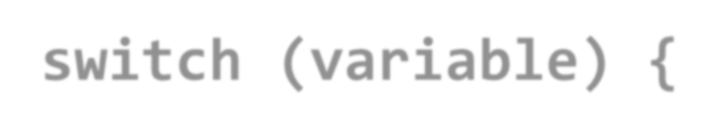 switch (variable) {